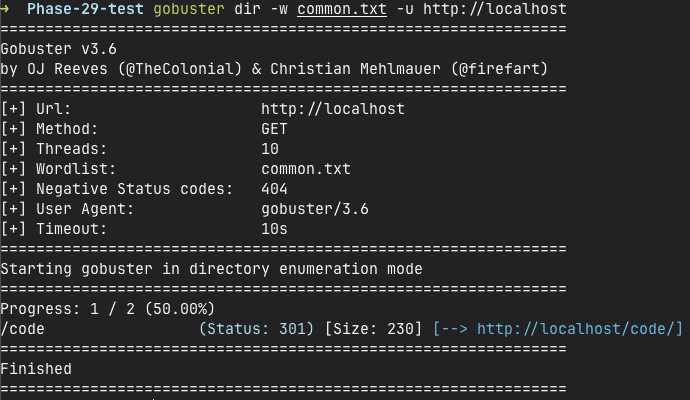 → Phase-29-test gobuster dir -w common.txt -u http://localhost
===============================================================
Gobuster v3.6
by OJ Reeves (@TheColonial) & Christian Mehlmauer (@firefart)
===============================================================
[+] Url:                     http://localhost
[+] Method:                  GET
[+] Threads:                 10
[+] Wordlist:                common.txt
[+] Negative Status codes:   404
[+] User Agent:              gobuster/3.6
[+] Timeout:                 10s
===============================================================
Starting gobuster in directory enumeration mode
===============================================================
Progress: 1 / 2 (50.00%)
/code                 (Status: 301) [Size: 230] [--> http://localhost/code/]
===============================================================
Finished
===============================================================